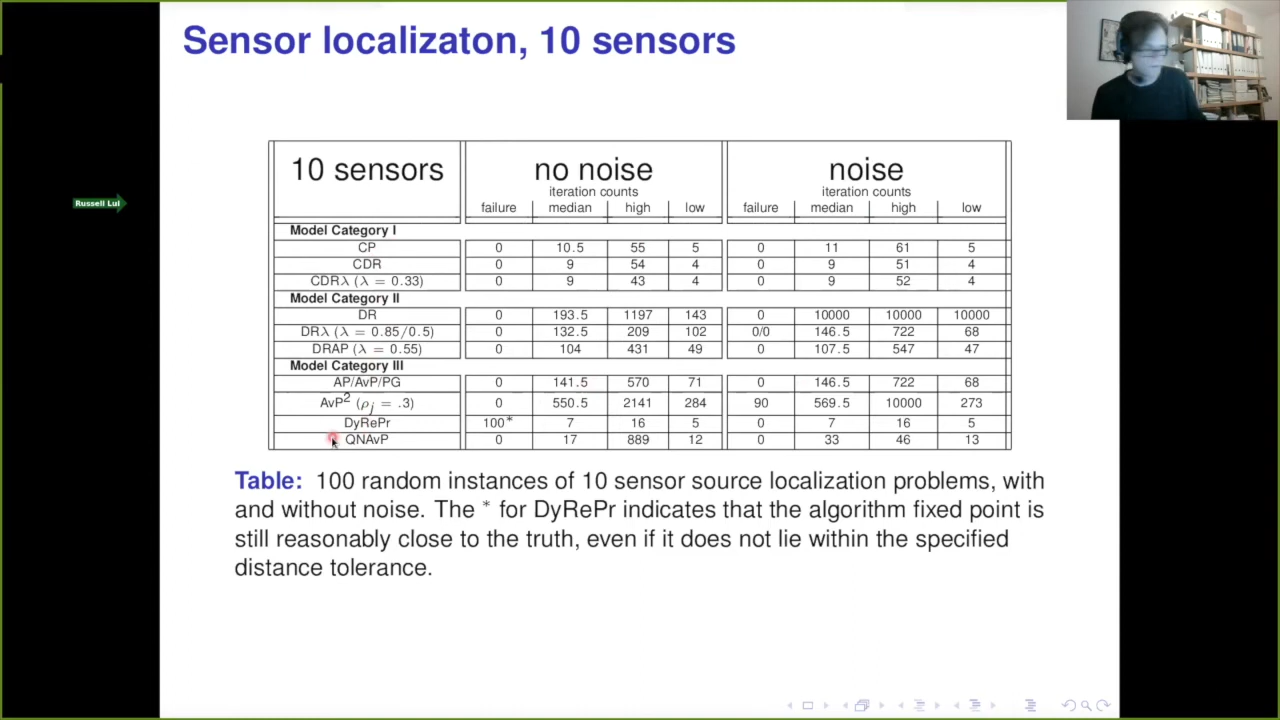 Sensor localizaton, 10 sensors
Russell Lui
10 sensors no noise noise
iteration counts iteration counts
failure median high low failure median high low
Model Category I
CP 0 10.5 55 5 0 11 61 5
CDR 0 9 54 4 0 9 51 4
CDRλ (λ = 0.33) 0 9 43 4 0 9 52 4
Model Category II
DR 0 193.5 1197 143 0 10000 10000 10000
DRλ (λ = 0.85/0.5) 0 132.5 209 102 0/0 146.5 722 68
DRAP (λ = 0.55) 0 104 431 49 0 107.5 547 47
Model Category III
AP/AvP/PG 0 141.5 570 71 0 146.5 722 68
AvP² (ρⱼ = .3) 0 550.5 2141 284 90 569.5 10000 273
DyRePr 100* 7 16 5 0 7 16 5
QNAvP 0 17 889 12 0 33 46 13
Table: 100 random instances of 10 sensor source localization problems, with
and without noise. The * for DyRePr indicates that the algorithm fixed point is
still reasonably close to the truth, even if it does not lie within the specified
distance tolerance.